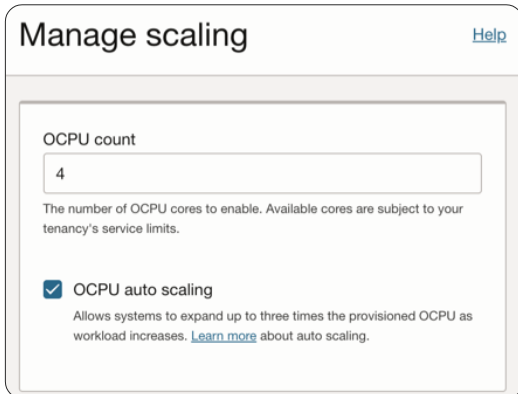 Manage scaling
Help
OCPU count
4
The number of OCPU cores to enable. Available cores are subject to your
tenancy's service limits.
OCPU auto scaling
Allows systems to expand up to three times the provisioned OCPU as
workload increases. Learn more about auto scaling.